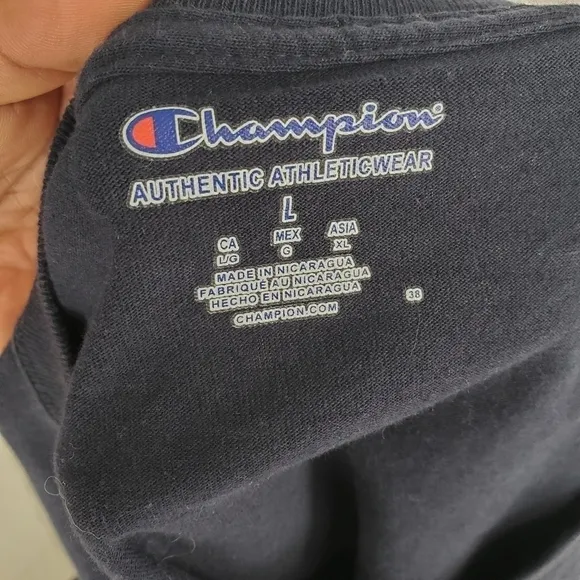 Champion
AUTHENTIC ATHLETICWEAR
L
CA MEX ASIA
L/G G XL
MADE IN NICARAGUA
FABRIQUÉ AU NICARAGUA
HECHO EN NICARAGUA
38
CHAMPION.COM